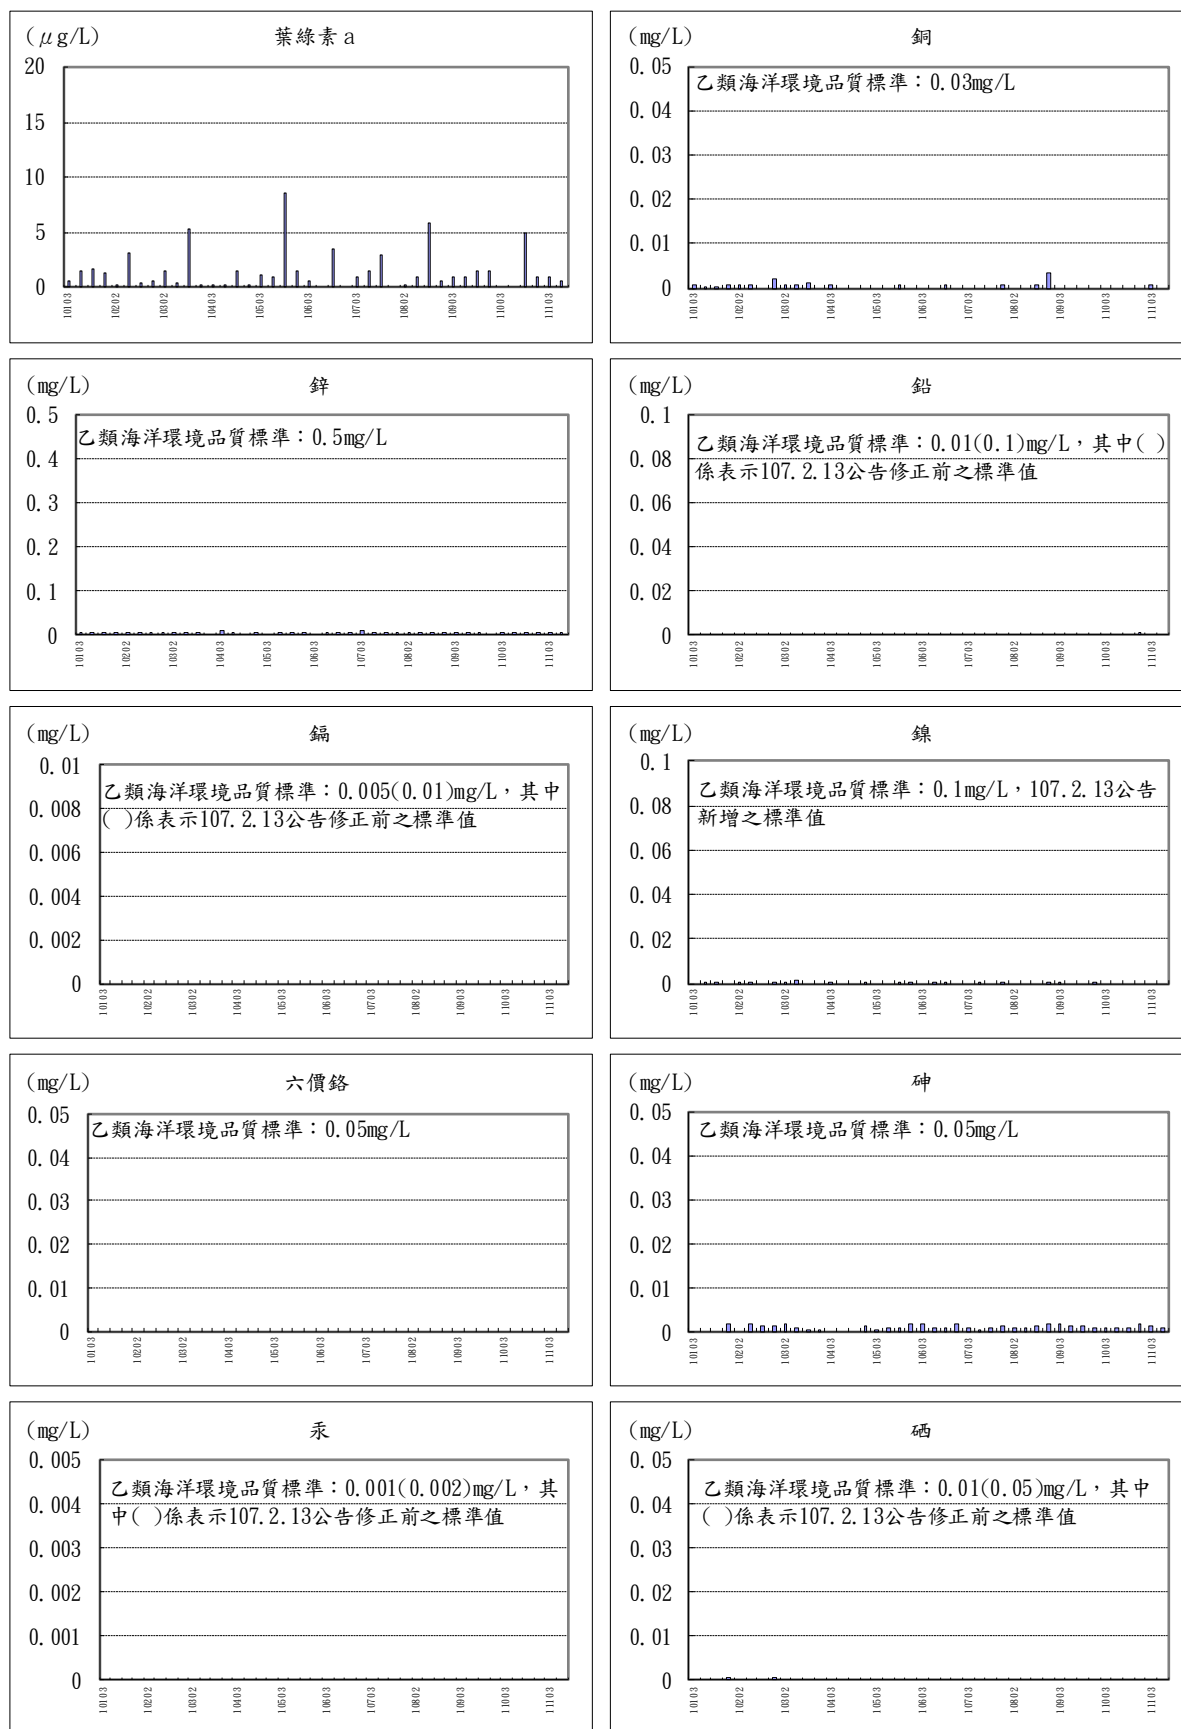 (μg/L) 葉綠素a
20
15
10
5
0
10103 10202 10302 10403 10503 10603 10703 10802 10903 11003 11103
(mg/L) 銅
0.05
乙類海洋環境品質標準：0.03mg/L
0.04
0.03
0.02
0.01
0
10103 10202 10302 10403 10503 10603 10703 10802 10903 11003 11103
(mg/L) 鋅
0.5
乙類海洋環境品質標準：0.5mg/L
0.4
0.3
0.2
0.1
0
10103 10202 10302 10403 10503 10603 10703 10802 10903 11003 11103
(mg/L) 鉛
0.1
乙類海洋環境品質標準：0.01(0.1)mg/L，其中( )
係表示107.2.13公告修正前之標準值
0.08
0.06
0.04
0.02
0
10103 10202 10302 10403 10503 10603 10703 10802 10903 11003 11103
(mg/L) 鎘
0.01
乙類海洋環境品質標準：0.005(0.01)mg/L，其中
( )係表示107.2.13公告修正前之標準值
0.008
0.006
0.004
0.002
0
10103 10202 10302 10403 10503 10603 10703 10802 10903 11003 11103
(mg/L) 鎳
0.1
乙類海洋環境品質標準：0.1mg/L，107.2.13公告
新增之標準值
0.08
0.06
0.04
0.02
0
10103 10202 10302 10403 10503 10603 10703 10802 10903 11003 11103
(mg/L) 六價鉻
0.05
乙類海洋環境品質標準：0.05mg/L
0.04
0.03
0.02
0.01
0
10103 10202 10302 10403 10503 10603 10703 10802 10903 11003 11103
(mg/L) 砷
0.05
乙類海洋環境品質標準：0.05mg/L
0.04
0.03
0.02
0.01
0
10103 10202 10302 10403 10503 10603 10703 10802 10903 11003 11103
(mg/L) 汞
0.005
乙類海洋環境品質標準：0.001(0.002)mg/L，其
中( )係表示107.2.13公告修正前之標準值
0.004
0.003
0.002
0.001
0
10103 10202 10302 10403 10503 10603 10703 10802 10903 11003 11103
(mg/L) 硒
0.05
乙類海洋環境品質標準：0.01(0.05)mg/L，其中
( )係表示107.2.13公告修正前之標準值
0.04
0.03
0.02
0.01
0
10103 10202 10302 10403 10503 10603 10703 10802 10903 11003 11103